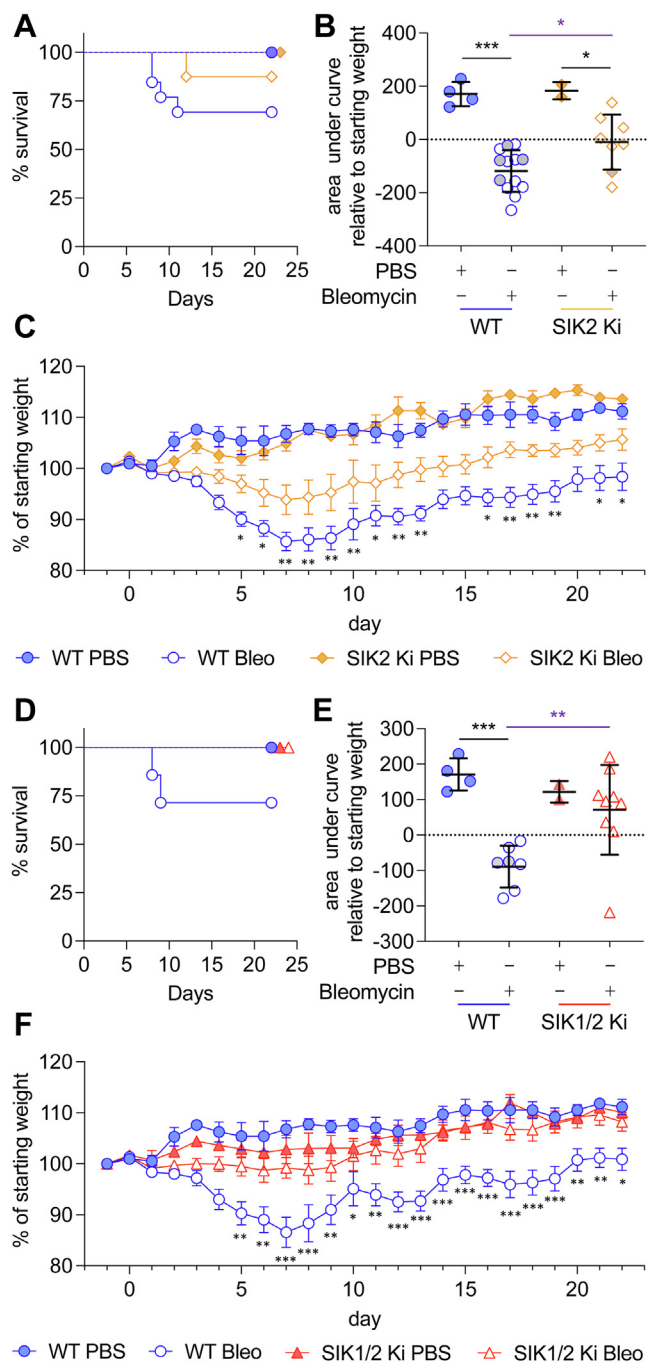 A
B
100
75
50
25
0
% survival
0 5 10 15 20 25
Days
400
200
0
-200
-400
area under curve
relative to starting weight
*** * *
PBS + − + −
Bleomycin − + − +
WT SIK2 Ki
C
120
110
100
90
80
% of starting weight
* * ** ** ** ** * ** ** * ** ** ** * *
0 5 10 15 20
day
WT PBS WT Bleo SIK2 Ki PBS SIK2 Ki Bleo
D
E
100
75
50
25
0
% survival
0 5 10 15 20 25
Days
300
200
100
0
-100
-200
-300
area under curve
relative to starting weight
*** **
PBS + − + −
Bleomycin − + − +
WT SIK1/2 Ki
F
120
110
100
90
80
% of starting weight
** ** *** *** ** * ** *** *** *** *** *** *** *** *** ** ** *
0 5 10 15 20
day
WT PBS WT Bleo SIK1/2 Ki PBS SIK1/2 Ki Bleo